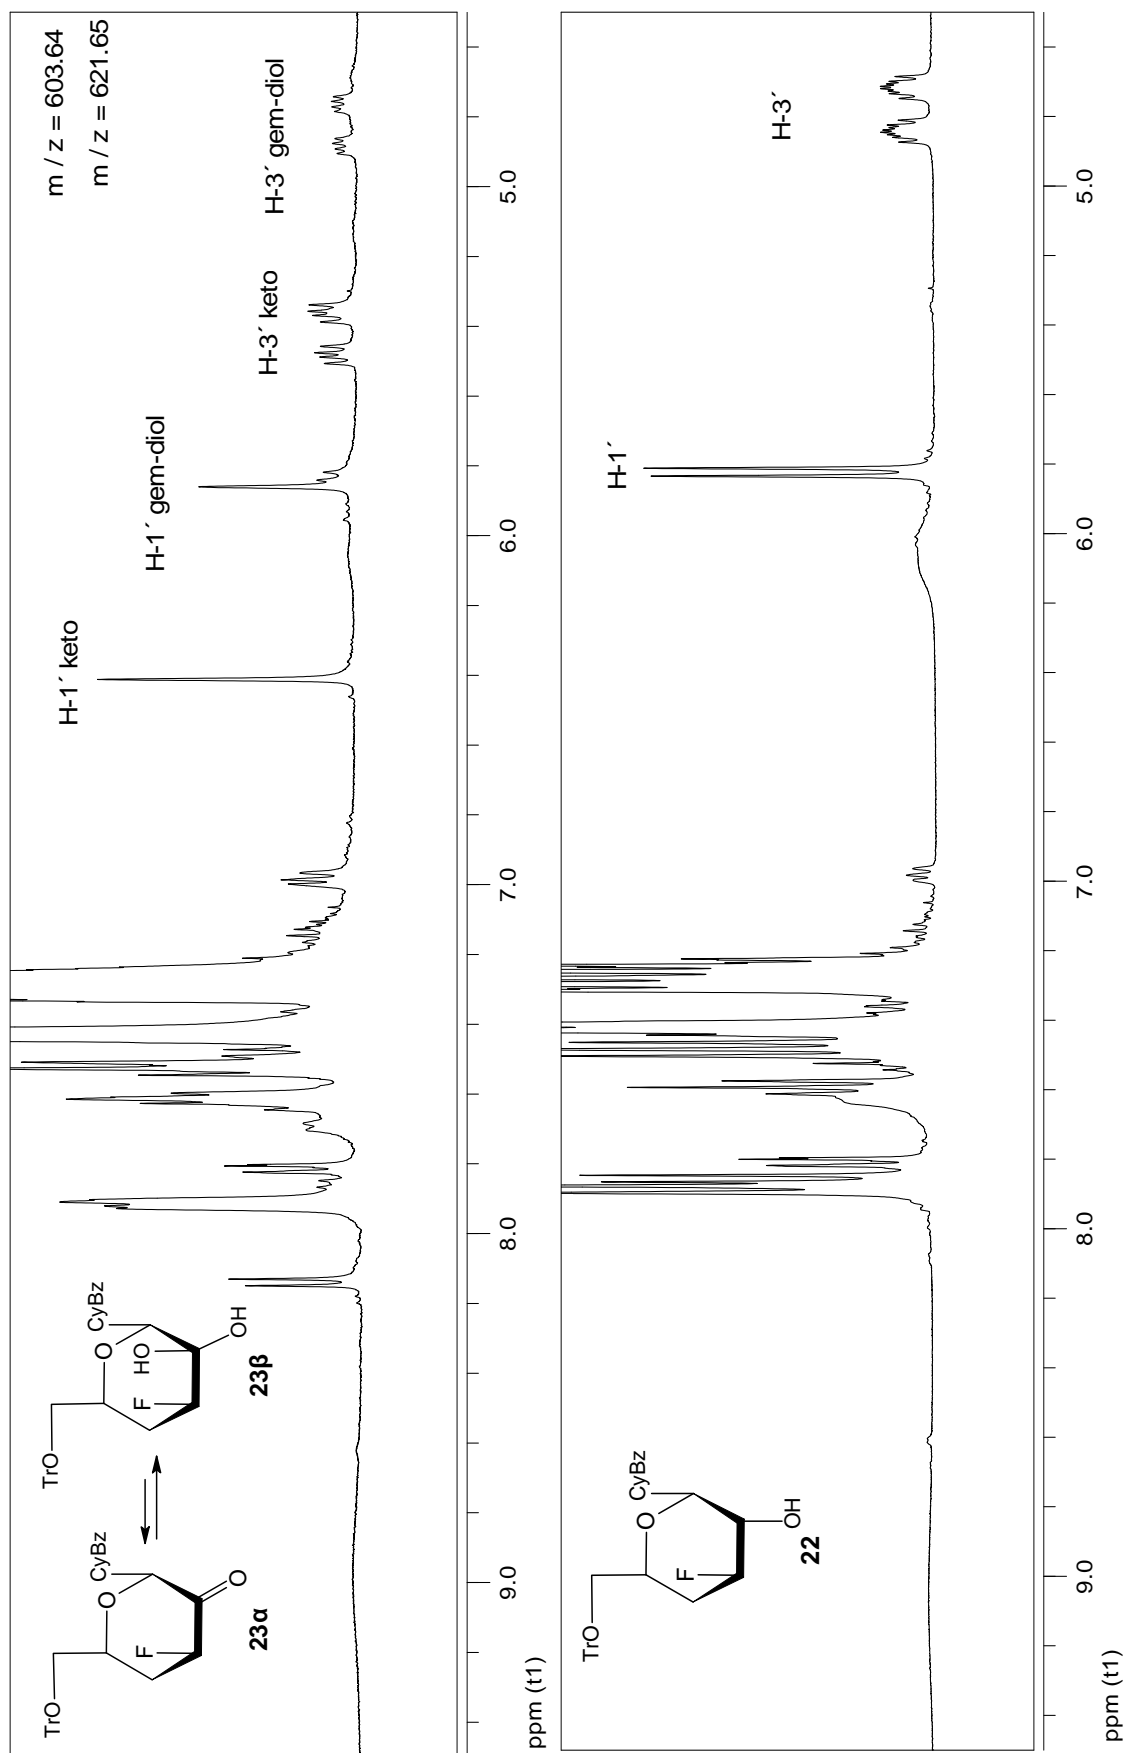 m / z = 603.64
m / z = 621.65
H-1´ keto
H-1´ gem-diol
H-3´ keto
H-3´ gem-diol
TrO
O
CyBz
F
O
23α
TrO
O
CyBz
HO
F
OH
23β
ppm (t1)
9.0
8.0
7.0
6.0
5.0
H-1´
H-3´
TrO
O
CyBz
F
OH
22
ppm (t1)
9.0
8.0
7.0
6.0
5.0